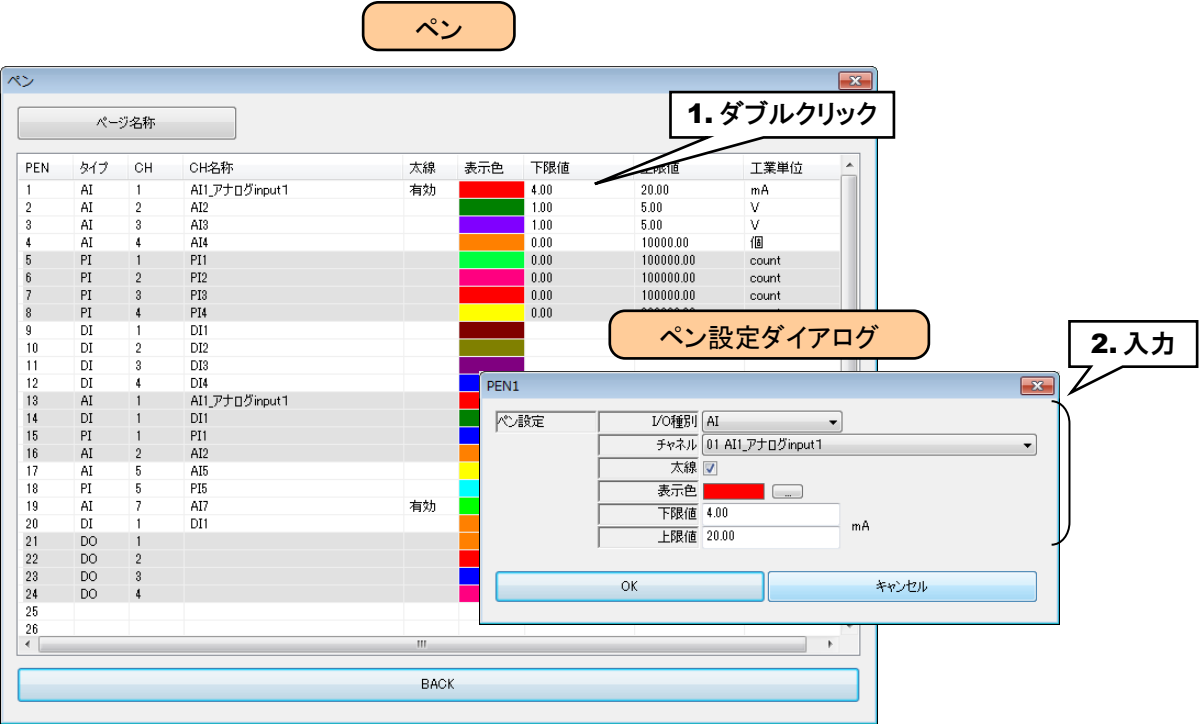 ペン
ペン
ページ名称
1. ダブルクリック
PEN タイプ CH CH名称 太線 表示色 下限値 上限値 工業単位
1 AI 1 AI1_アナログinput1 有効 4.00 20.00 mA
2 AI 2 AI2 1.00 5.00 V
3 AI 3 AI3 1.00 5.00 V
4 AI 4 AI4 0.00 10000.00 個
5 PI 1 PI1 0.00 100000.00 count
6 PI 2 PI2 0.00 100000.00 count
7 PI 3 PI3 0.00 100000.00 count
8 PI 4 PI4 0.00
9 DI 1 DI1
10 DI 2 DI2
11 DI 3 DI3
12 DI 4 DI4
13 AI 1 AI1_アナログinput1
14 DI 1 DI1
15 PI 1 PI1
16 AI 2 AI2
17 AI 5 AI5
18 PI 5 PI5
19 AI 7 AI7 有効
20 DI 1 DI1
21 DO 1
22 DO 2
23 DO 3
24 DO 4
25
26
BACK
ペン設定ダイアログ
2. 入力
PEN1
ペン設定 I/O種別 AI
チャネル 01 AI1_アナログinput1
太線
表示色 ...
下限値 4.00
mA
上限値 20.00
OK キャンセル